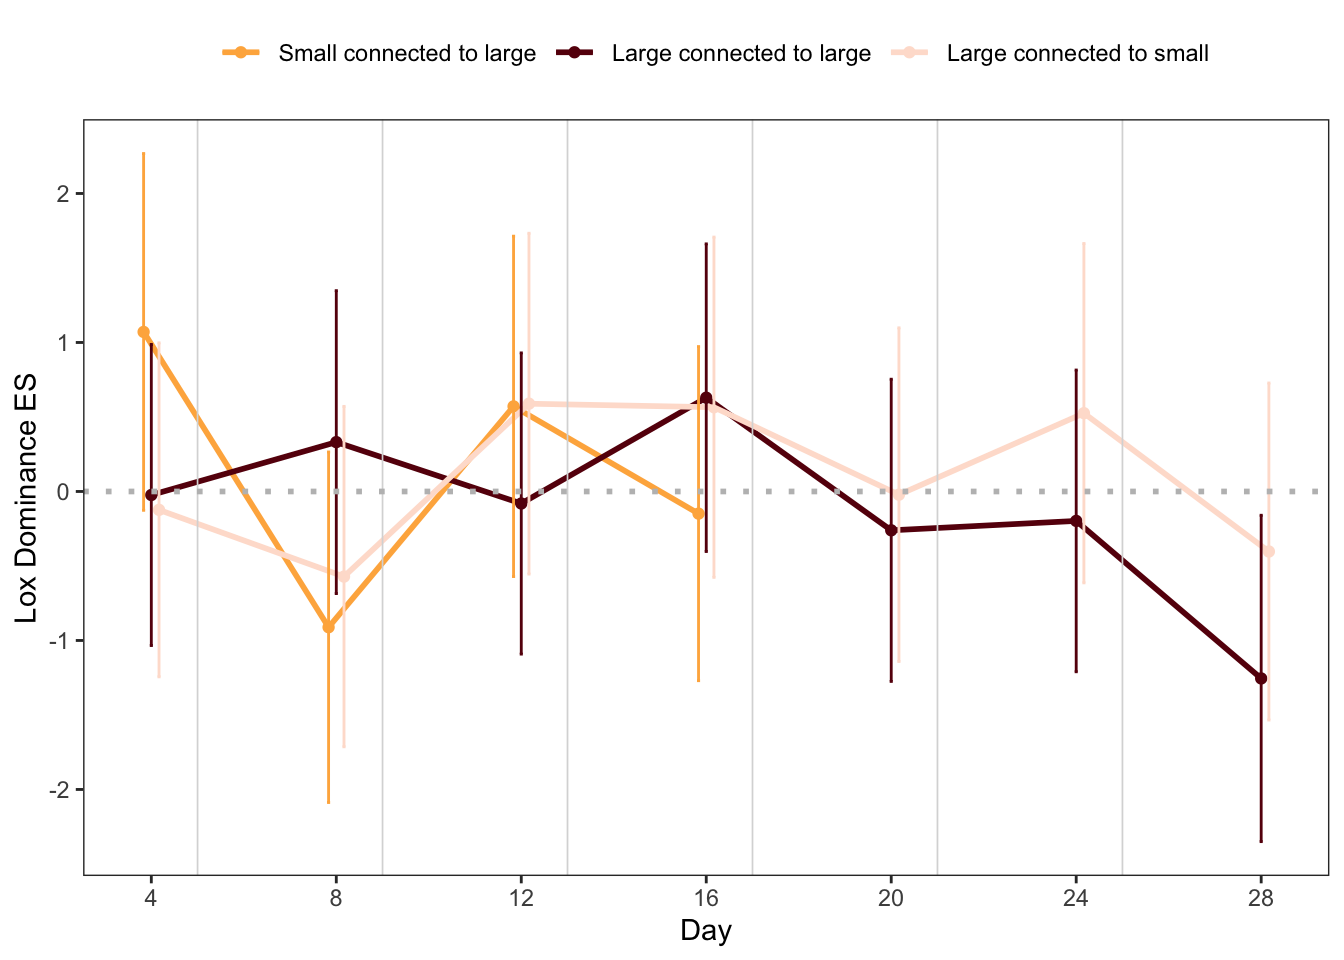 Small connected to large Large connected to large Large connected to small
2
1
0
-1
-2
Lox Dominance ES
4 8 12 16 20 24 28
Day